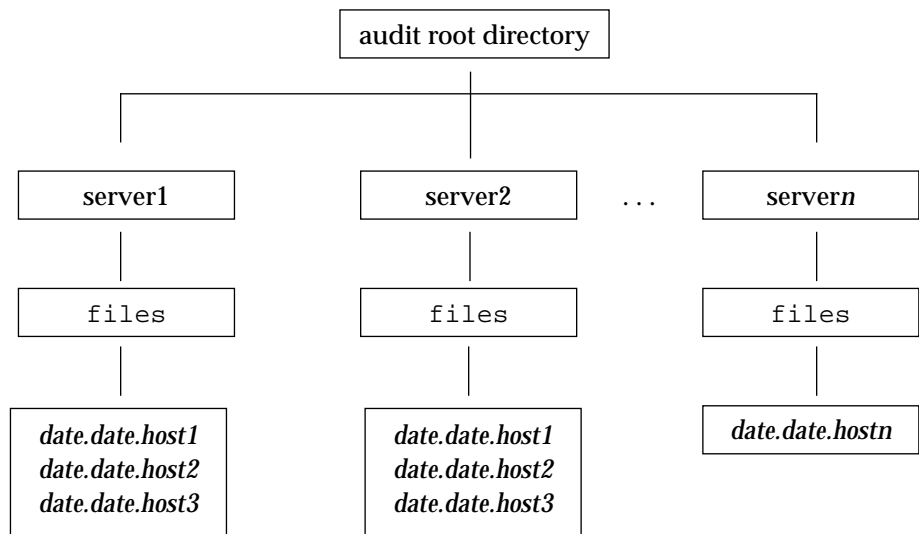 audit root directory
server1
server2
. . .
servern
files
files
files
date.date.host1
date.date.host2
date.date.host3
date.date.host1
date.date.host2
date.date.host3
date.date.hostn